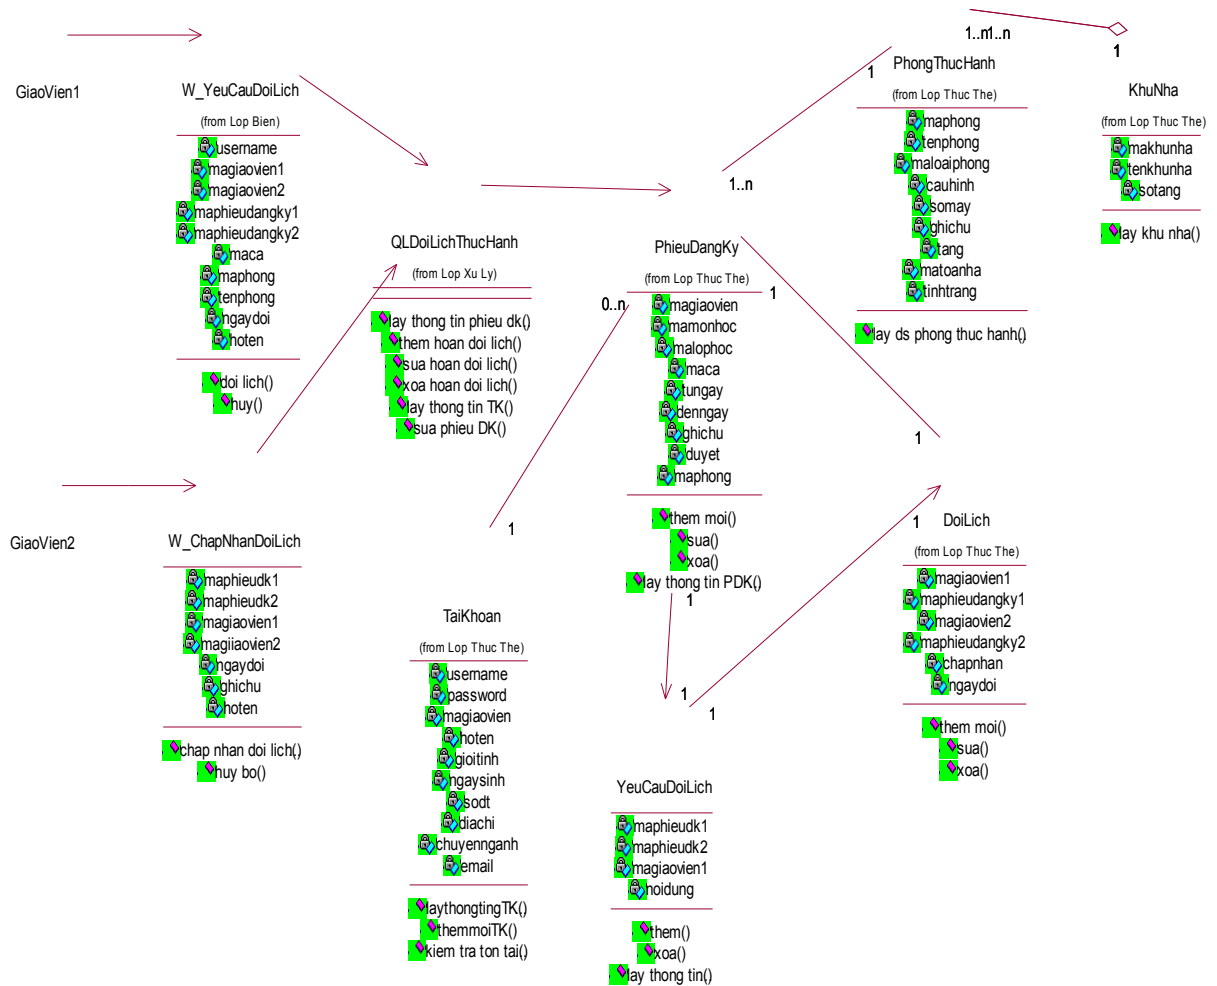 GiaoVien1
W_YeuCauDoiLich
(from Lop Bien)
username
magiaovien1
magiaovien2
maphieudangky1
maphieudangky2
maca
maphong
tenphong
ngaydoi
hoten
doi lich()
huy()
GiaoVien2
W_ChapNhanDoiLich
maphieudk1
maphieudk2
magiaovien1
magiiaovien2
ngaydoi
ghichu
hoten
chap nhan doi lich()
huy bo()
QLDoiLichThucHanh
(from Lop Xu Ly)
lay thong tin phieu dk()
them hoan doi lich()
sua hoan doi lich()
xoa hoan doi lich()
lay thong tin TK()
sua phieu DK()
TaiKhoan
(from Lop Thuc The)
username
password
magiaovien
hoten
gioitinh
ngaysinh
sodt
diachi
chuyennganh
email
laythongtingTK()
themmoiTK()
kiem tra ton tai()
PhieuDangKy
(from Lop Thuc The)
magiaovien
mamonhoc
malophoc
maca
tungay
denngay
ghichu
duyet
maphong
them moi()
sua()
xoa()
lay thong tin PDK()
YeuCauDoiLich
maphieudk1
maphieudk2
magiaovien1
noidung
them()
xoa()
lay thong tin()
PhongThucHanh
(from Lop Thuc The)
maphong
tenphong
maloaiphong
cauhinh
somay
ghichu
tang
matoanha
tinhtrang
lay ds phong thuc hanh()
KhuNha
(from Lop Thuc The)
makhunha
tenkhunha
sotang
lay khu nha()
DoiLich
(from Lop Thuc The)
magiaovien1
maphieudangky1
magiaovien2
maphieudangky2
chapnhan
ngaydoi
them moi()
sua()
xoa()
1..n1..n
1
1
1..n
0..n
1
1
1
1
1
1
1